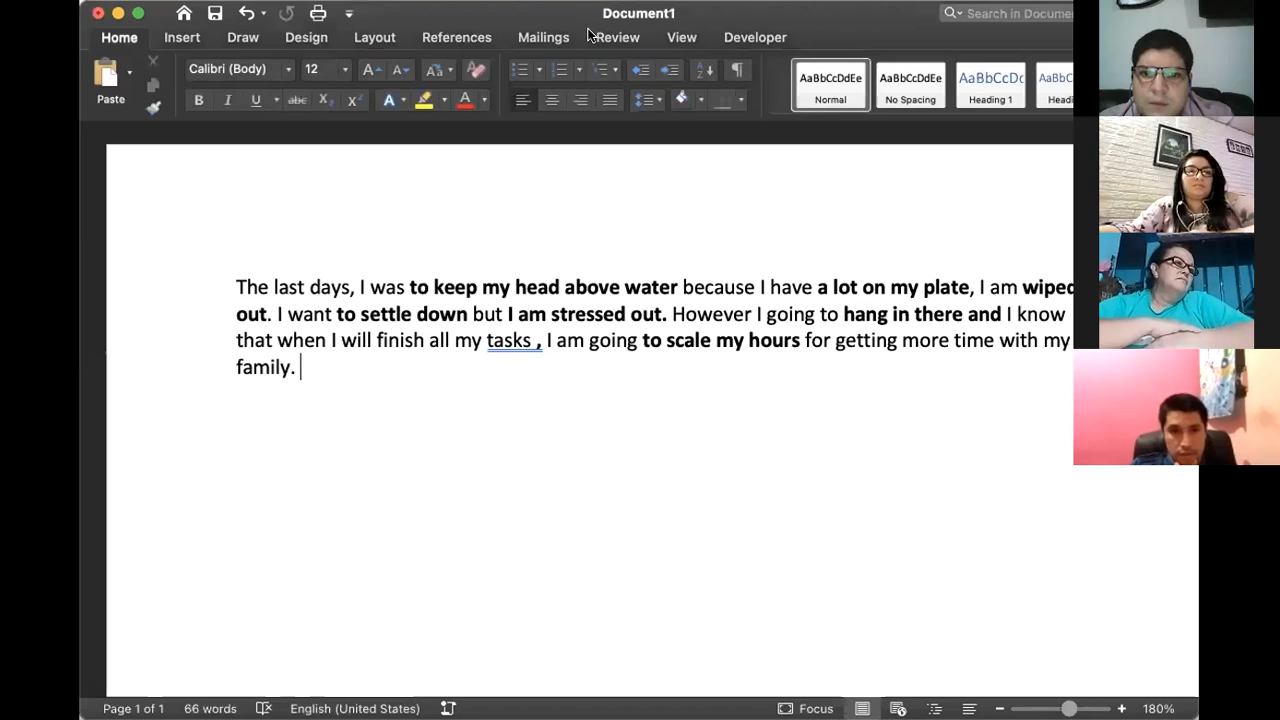 Document1
Search in Docume
Home Insert Draw Design Layout References Mailings Review View Developer
Paste
Calibri (Body) 12
AaBbCcDdEe AaBbCcDdEe AaBbCcDc AaBbCcD
Normal No Spacing Heading 1 Headi
The last days, I was to keep my head above water because I have a lot on my plate, I am wiped
out. I want to settle down but I am stressed out. However I going to hang in there and I know
that when I will finish all my tasks , I am going to scale my hours for getting more time with my
family.
Page 1 of 1 66 words English (United States) Focus 180%